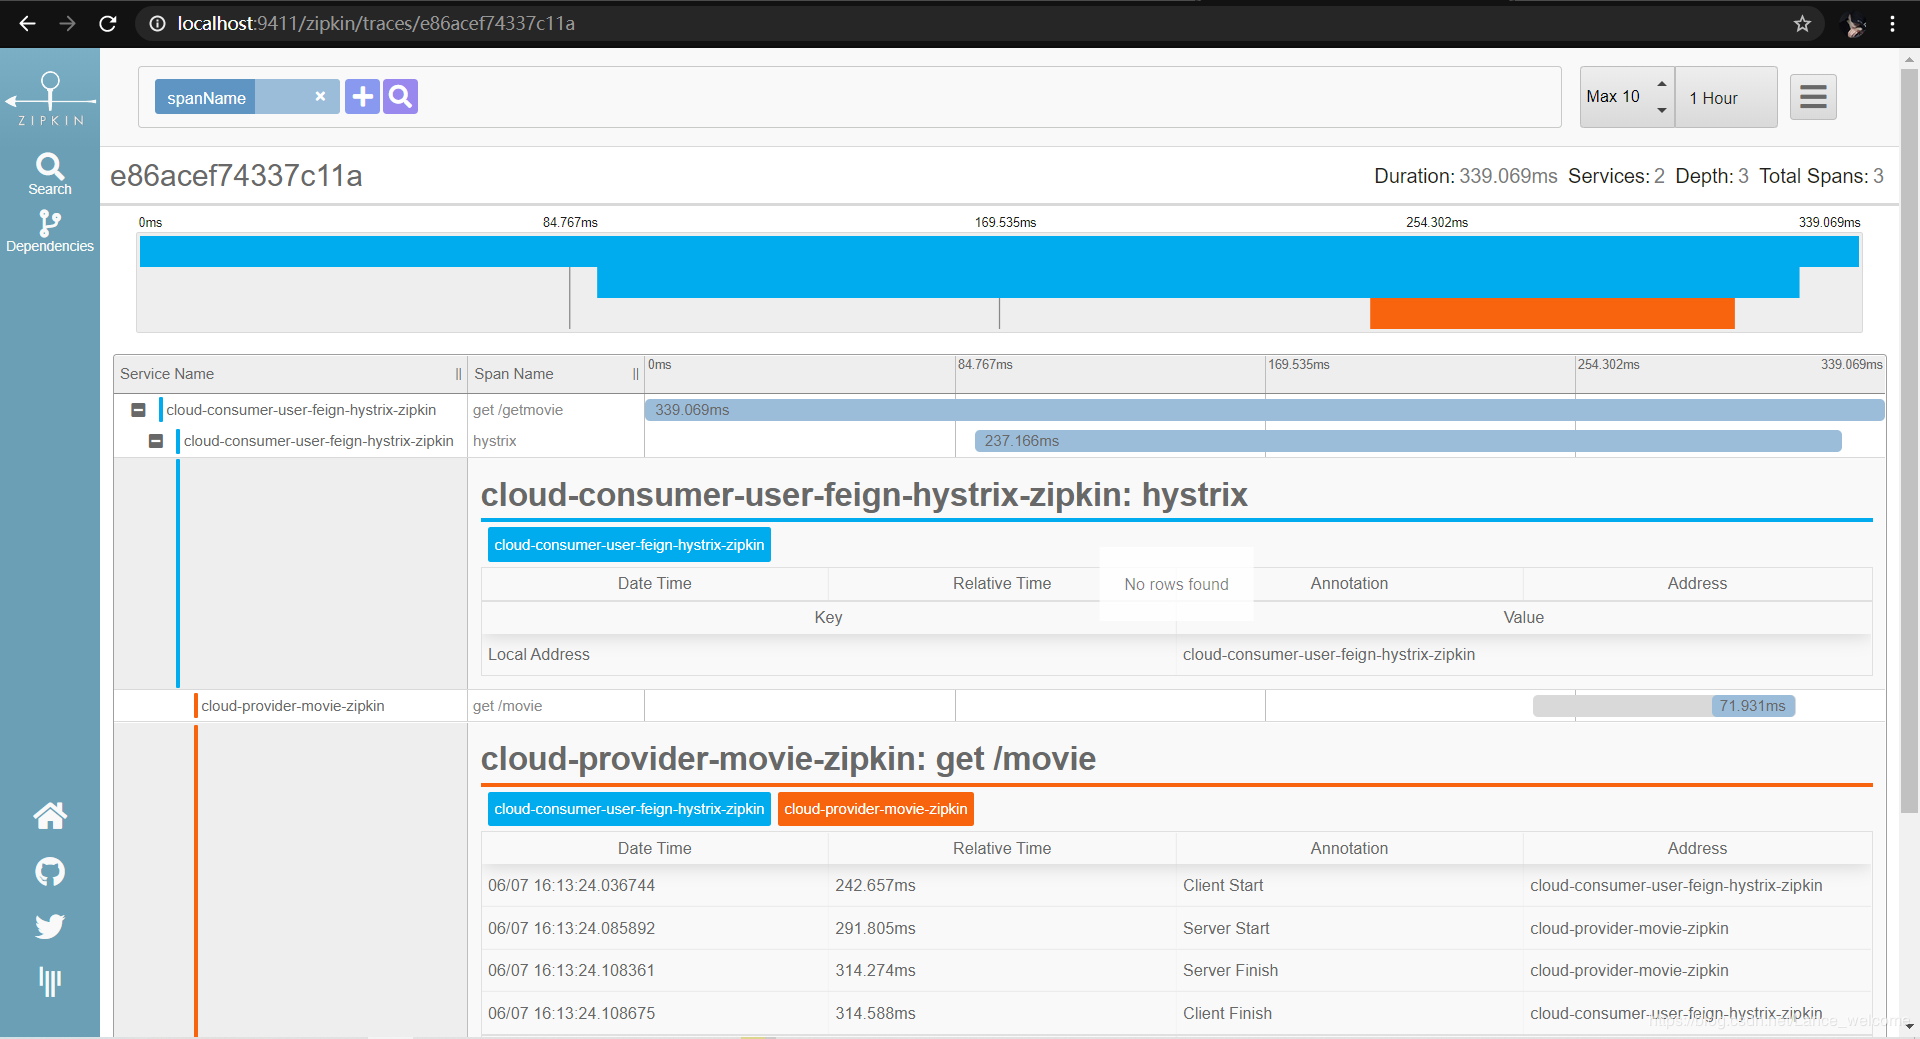 localhost:9411/zipkin/traces/e86acef74337c11a
ZIPKIN
Search
Dependencies
spanName ×
Max 10
1 Hour
e86acef74337c11a
Duration: 339.069ms Services: 2 Depth: 3 Total Spans: 3
0ms 84.767ms 169.535ms 254.302ms 339.069ms
Service Name || Span Name || 0ms 84.767ms 169.535ms 254.302ms 339.069ms
cloud-consumer-user-feign-hystrix-zipkin get /getmovie 339.069ms
cloud-consumer-user-feign-hystrix-zipkin hystrix 237.166ms
cloud-consumer-user-feign-hystrix-zipkin: hystrix
cloud-consumer-user-feign-hystrix-zipkin
Date Time Relative Time Annotation Address
No rows found
Key Value
Local Address cloud-consumer-user-feign-hystrix-zipkin
cloud-provider-movie-zipkin get /movie 71.931ms
cloud-provider-movie-zipkin: get /movie
cloud-consumer-user-feign-hystrix-zipkin cloud-provider-movie-zipkin
Date Time Relative Time Annotation Address
06/07 16:13:24.036744 242.657ms Client Start cloud-consumer-user-feign-hystrix-zipkin
06/07 16:13:24.085892 291.805ms Server Start cloud-provider-movie-zipkin
06/07 16:13:24.108361 314.274ms Server Finish cloud-provider-movie-zipkin
06/07 16:13:24.108675 314.588ms Client Finish cloud-consumer-user-feign-hystrix-zipkin
https://blog.csdn.net/Lance_welcome